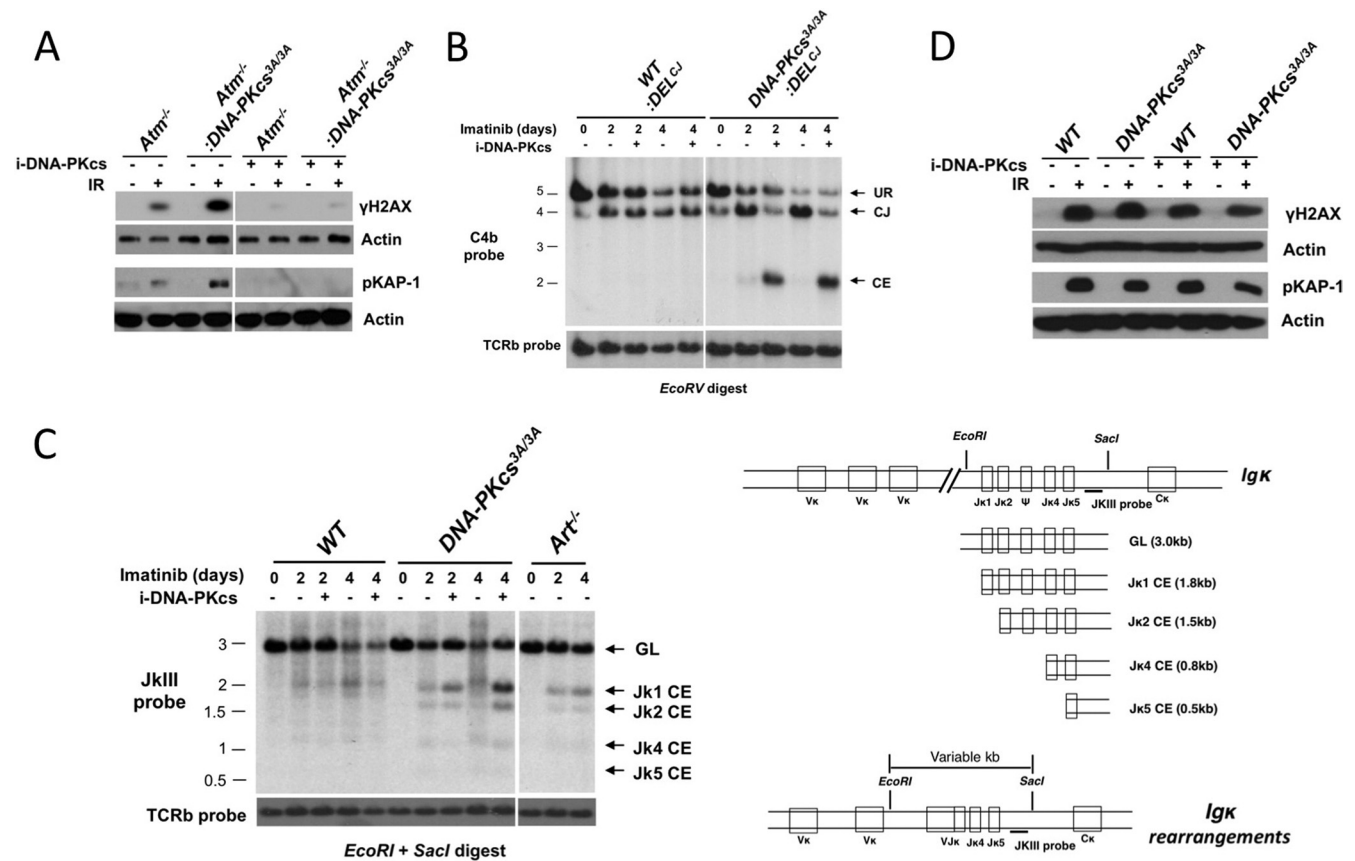 A
Atm-/-
Atm-/- :DNA-PKcs3A/3A
Atm-/-
Atm-/- :DNA-PKcs3A/3A
i-DNA-PKcs - - - - + + + +
IR - + - + - + - +
γH2AX
Actin
pKAP-1
Actin
B
WT :DELCJ
DNA-PKcs3A/3A :DELCJ
Imatinib (days) 0 2 2 4 4 0 2 2 4 4
i-DNA-PKcs - - + - + - - + - +
5
UR
4
CJ
C4b probe
3
2
CE
TCRb probe
EcoRV digest
D
WT
DNA-PKcs3A/3A
WT
DNA-PKcs3A/3A
i-DNA-PKcs - - - - + + + +
IR - + - + - + - +
γH2AX
Actin
pKAP-1
Actin
C
WT
DNA-PKcs3A/3A
Art-/-
Imatinib (days) 0 2 2 4 4 0 2 2 4 4 0 2 4
i-DNA-PKcs - - + - + - - + - + - - -
3
GL
JkIII probe
2
Jk1 CE
1.5
Jk2 CE
1
Jk4 CE
0.5
Jk5 CE
TCRb probe
EcoRI + SacI digest
EcoRI
SacI
Igκ
Vκ Vκ Vκ
Jκ1 Jκ2 Ψ Jκ4 Jκ5
JKIII probe
Cκ
GL (3.0kb)
Jκ1 CE (1.8kb)
Jκ2 CE (1.5kb)
Jκ4 CE (0.8kb)
Jκ5 CE (0.5kb)
Variable kb
EcoRI
SacI
Vκ Vκ VJκ Jκ4 Jκ5
JKIII probe
Cκ
Igκ
rearrangements